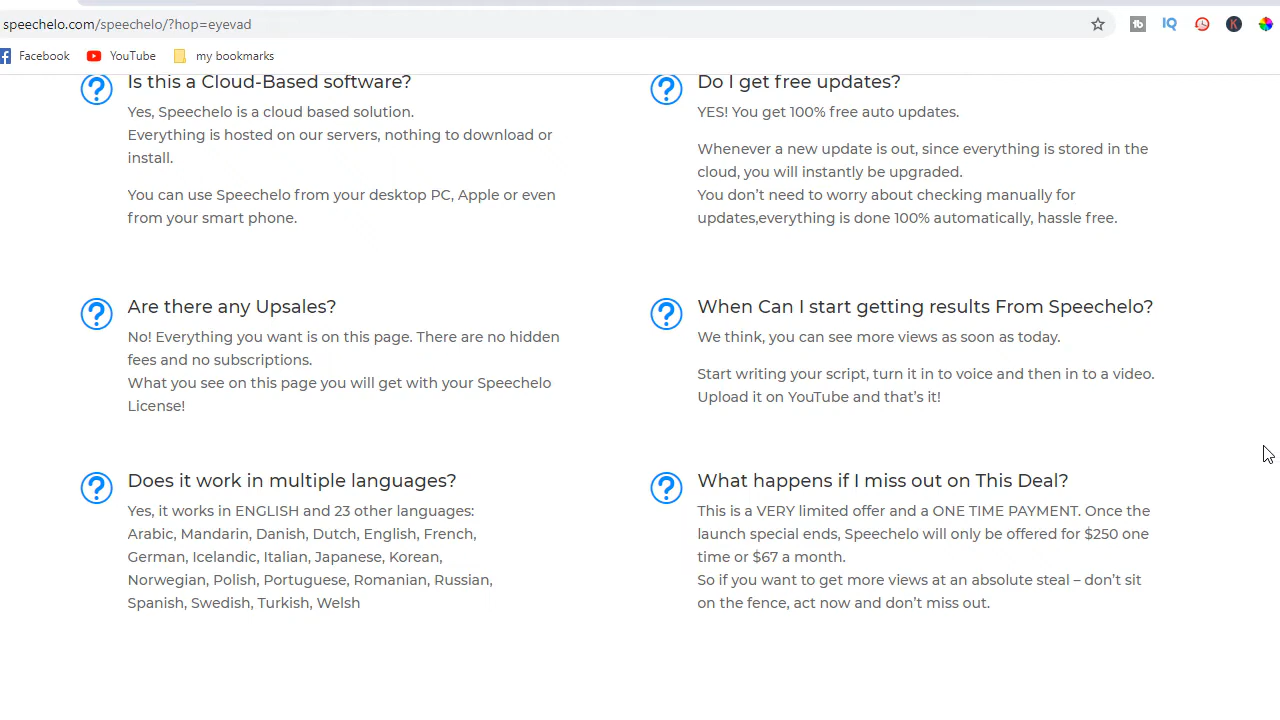 speechelo.com/speechelo/?hop=eyevad
Facebook
YouTube
my bookmarks
Is this a Cloud-Based software?
Yes, Speechelo is a cloud based solution.
Everything is hosted on our servers, nothing to download or
install.
You can use Speechelo from your desktop PC, Apple or even
from your smart phone.
Do I get free updates?
YES! You get 100% free auto updates.
Whenever a new update is out, since everything is stored in the
cloud, you will instantly be upgraded.
You don’t need to worry about checking manually for
updates,everything is done 100% automatically, hassle free.
Are there any Upsales?
No! Everything you want is on this page. There are no hidden
fees and no subscriptions.
What you see on this page you will get with your Speechelo
License!
When Can I start getting results From Speechelo?
We think, you can see more views as soon as today.
Start writing your script, turn it in to voice and then in to a video.
Upload it on YouTube and that’s it!
Does it work in multiple languages?
Yes, it works in ENGLISH and 23 other languages:
Arabic, Mandarin, Danish, Dutch, English, French,
German, Icelandic, Italian, Japanese, Korean,
Norwegian, Polish, Portuguese, Romanian, Russian,
Spanish, Swedish, Turkish, Welsh
What happens if I miss out on This Deal?
This is a VERY limited offer and a ONE TIME PAYMENT. Once the
launch special ends, Speechelo will only be offered for $250 one
time or $67 a month.
So if you want to get more views at an absolute steal – don’t sit
on the fence, act now and don’t miss out.
tb
IQ
K